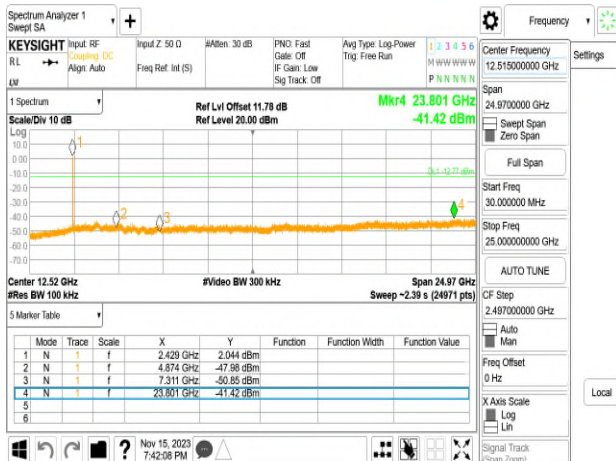 Spectrum Analyzer 1
Swept SA
+
Frequency
KEYSIGHT
Input: RF
Coupling: DC
Align: Auto
Input Z: 50 Ω
Freq Ref: Int (S)
#Atten: 30 dB
PNO: Fast
Gate: Off
IF Gain: Low
Sig Track: Off
Avg Type: Log-Power
Trig: Free Run
1 2 3 4 5 6
M W W W W W
P N N N N N
RL
LXI
1 Spectrum
Scale/Div 10 dB
Ref Lvl Offset 11.78 dB
Ref Level 20.00 dBm
Mkr4 23.801 GHz
-41.42 dBm
Log
10.0
0.00
-10.0
-20.0
-30.0
-40.0
-50.0
-60.0
-70.0
1
2
3
4
DL1 -12.77 dBm
Center 12.52 GHz
#Video BW 300 kHz
Span 24.97 GHz
#Res BW 100 kHz
Sweep ~2.39 s (24971 pts)
5 Marker Table
Mode Trace Scale X Y Function Function Width Function Value
1 N 1 f 2.429 GHz 2.044 dBm
2 N 1 f 4.874 GHz -47.98 dBm
3 N 1 f 7.311 GHz -50.85 dBm
4 N 1 f 23.801 GHz -41.42 dBm
5
6
?
Nov 15, 2023
7:42:08 PM
Center Frequency
12.515000000 GHz
Settings
Span
24.9700000 GHz
Swept Span
Zero Span
Full Span
Start Freq
30.000000 MHz
Stop Freq
25.000000000 GHz
AUTO TUNE
CF Step
2.497000000 GHz
Auto
Man
Freq Offset
0 Hz
X Axis Scale
Log
Lin
Local
Signal Track
(Span Zoom)